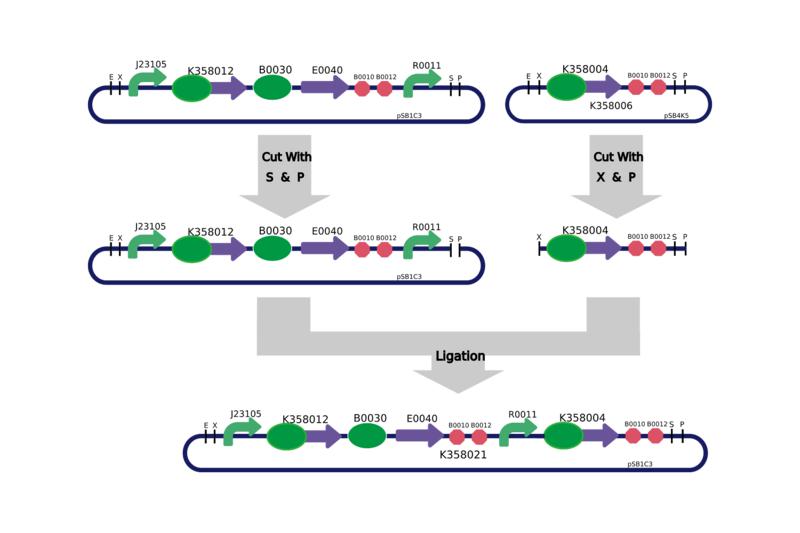 E X J23105 K358012 B0030 E0040 B0010 B0012 R0011 S P
pSB1C3
E X K358004 B0010 B0012 S P
K358006
pSB4K5
Cut With
S & P
Cut With
X & P
E X J23105 K358012 B0030 E0040 B0010 B0012 R0011 S P
pSB1C3
X K358004 B0010 B0012 S P
Ligation
E X J23105 K358012 B0030 E0040 B0010 B0012 R0011 K358004 B0010 B0012 S P
K358021
pSB1C3